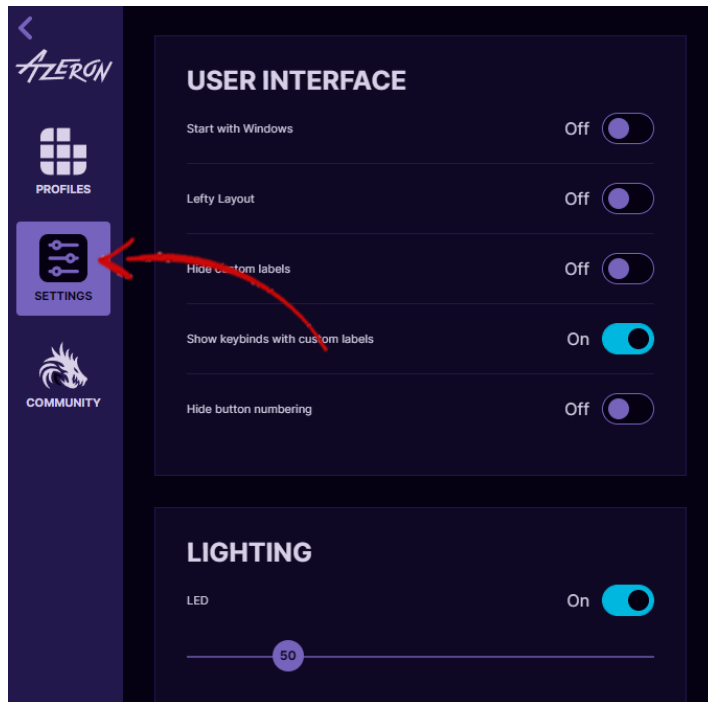 AZERON
PROFILES
SETTINGS
COMMUNITY
USER INTERFACE
Start with Windows Off
Lefty Layout Off
Hide custom labels Off
Show keybinds with custom labels On
Hide button numbering Off
LIGHTING
LED On
50